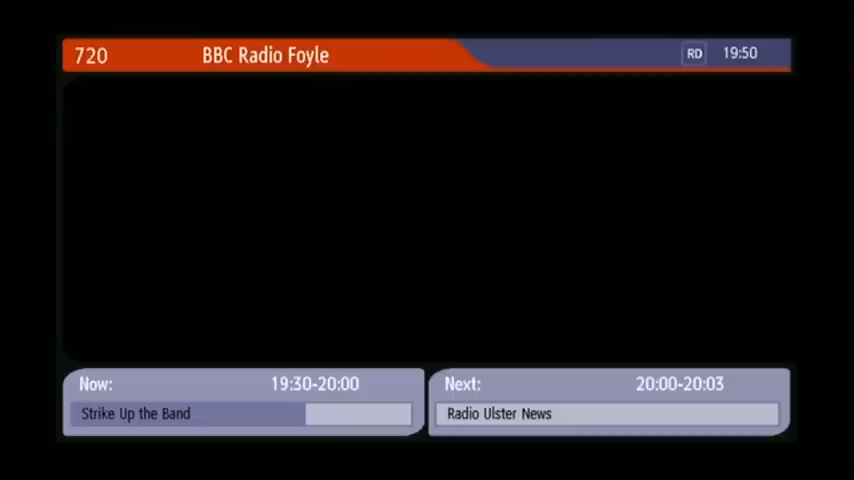 720 BBC Radio Foyle RD 19:50
Now: 19:30-20:00
Strike Up the Band
Next: 20:00-20:03
Radio Ulster News